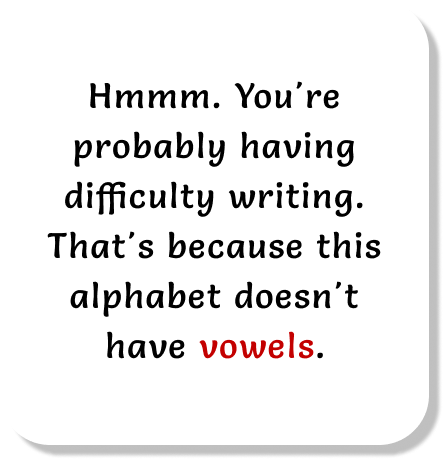 Hmmm. You're
probably having
difficulty writing.
That's because this
alphabet doesn't
have vowels.